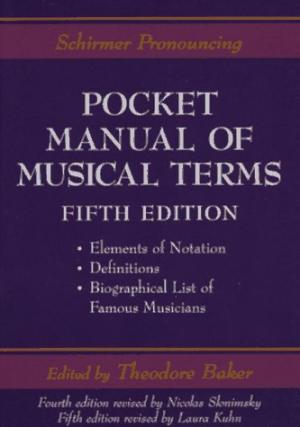 Schirmer Pronouncing
POCKET
MANUAL OF
MUSICAL TERMS
FIFTH EDITION
• Elements of Notation
• Definitions
• Biographical List of
Famous Musicians
Edited by Theodore Baker
Fourth edition revised by Nicolas Slonimsky
Fifth edition revised by Laura Kuhn